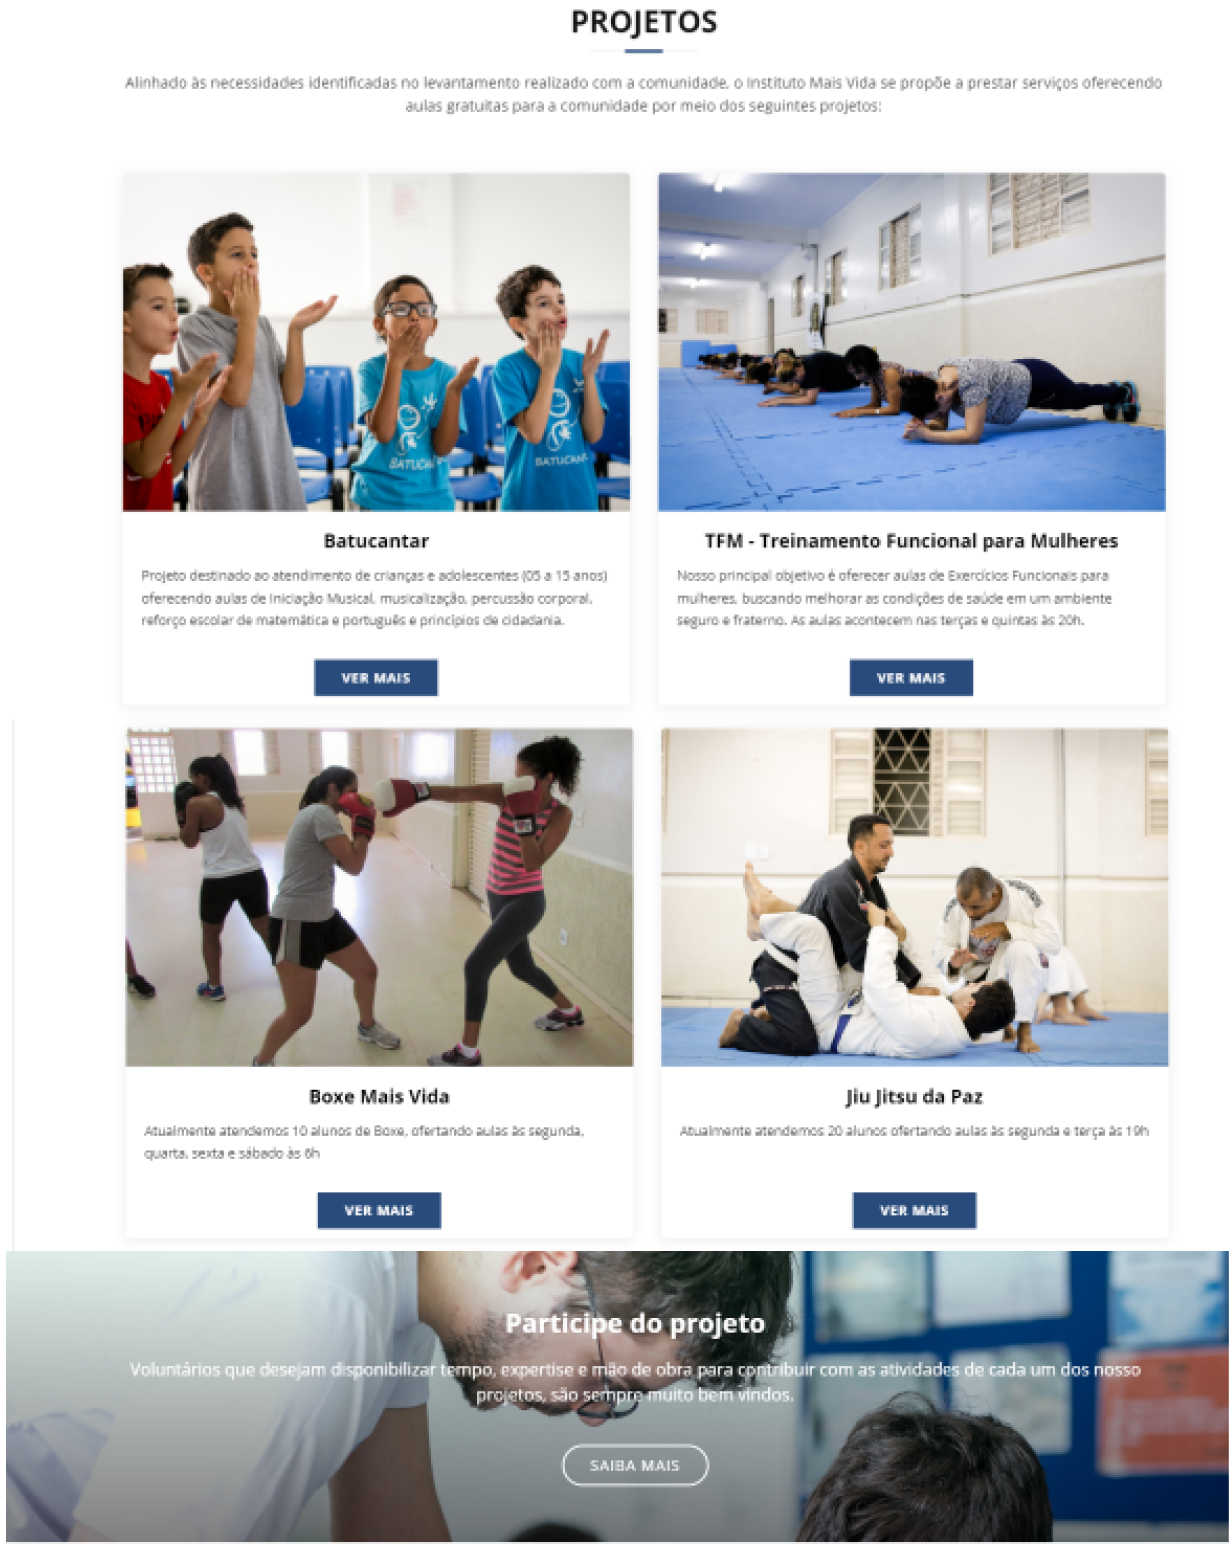 PROJETOS
Alinhado às necessidades identificadas no levantamento realizado com a comunidade, o Instituto Mais Vida se propõe a prestar serviços oferecendo
aulas gratuitas para a comunidade por meio dos seguintes projetos:
BATUCAN
BATUCAN
Batucantar
Projeto destinado ao atendimento de crianças e adolescentes (05 a 15 anos)
oferecendo aulas de Iniciação Musical, musicalização, percussão corporal,
reforço escolar de matemática e português e princípios de cidadania.
VER MAIS
TFM - Treinamento Funcional para Mulheres
Nosso principal objetivo é oferecer aulas de Exercícios Funcionais para
mulheres, buscando melhorar as condições de saúde em um ambiente
seguro e fraterno. As aulas acontecem nas terças e quintas às 20h.
VER MAIS
Boxe Mais Vida
Atualmente atendemos 10 alunos de Boxe, ofertando aulas às segunda,
quarta, sexta e sábado às 6h
VER MAIS
Jiu Jitsu da Paz
Atualmente atendemos 20 alunos ofertando aulas às segunda e terça às 19h
VER MAIS
Participe do projeto
Voluntários que desejam disponibilizar tempo, expertise e mão de obra para contribuir com as atividades de cada um dos nosso
projetos, são sempre muito bem vindos.
SAIBA MAIS